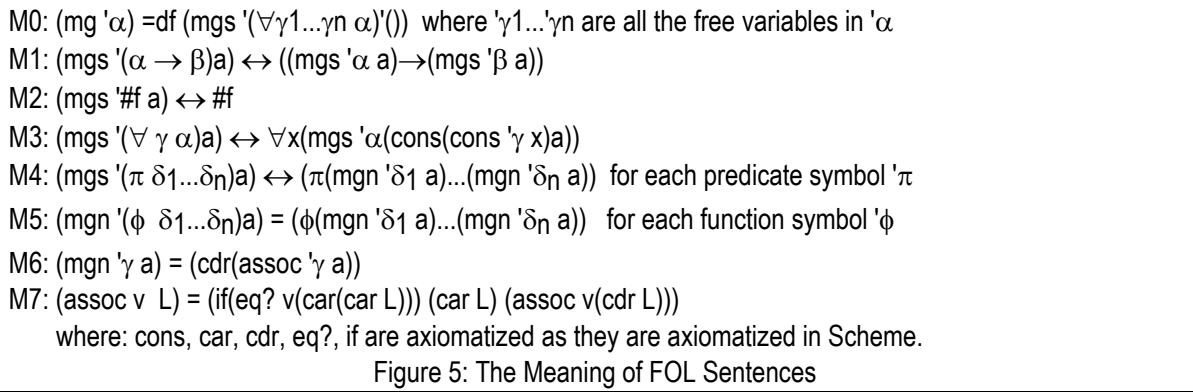 M0: (mg 'α) =df (mgs '(∀γ1...γn α)'()) where 'γ1...'γn are all the free variables in 'α
M1: (mgs '(α → β)a) ↔ ((mgs 'α a)→(mgs 'β a))
M2: (mgs '#f a) ↔ #f
M3: (mgs '(∀ γ α)a) ↔ ∀x(mgs 'α(cons(cons 'γ x)a))
M4: (mgs '(π δ1...δn)a) ↔ (π(mgn 'δ1 a)...(mgn 'δn a)) for each predicate symbol 'π
M5: (mgn '(ϕ δ1...δn)a) = (ϕ(mgn 'δ1 a)...(mgn 'δn a)) for each function symbol 'ϕ
M6: (mgn 'γ a) = (cdr(assoc 'γ a))
M7: (assoc v L) = (if(eq? v(car(car L))) (car L) (assoc v(cdr L)))
where: cons, car, cdr, eq?, if are axiomatized as they are axiomatized in Scheme.
Figure 5: The Meaning of FOL Sentences